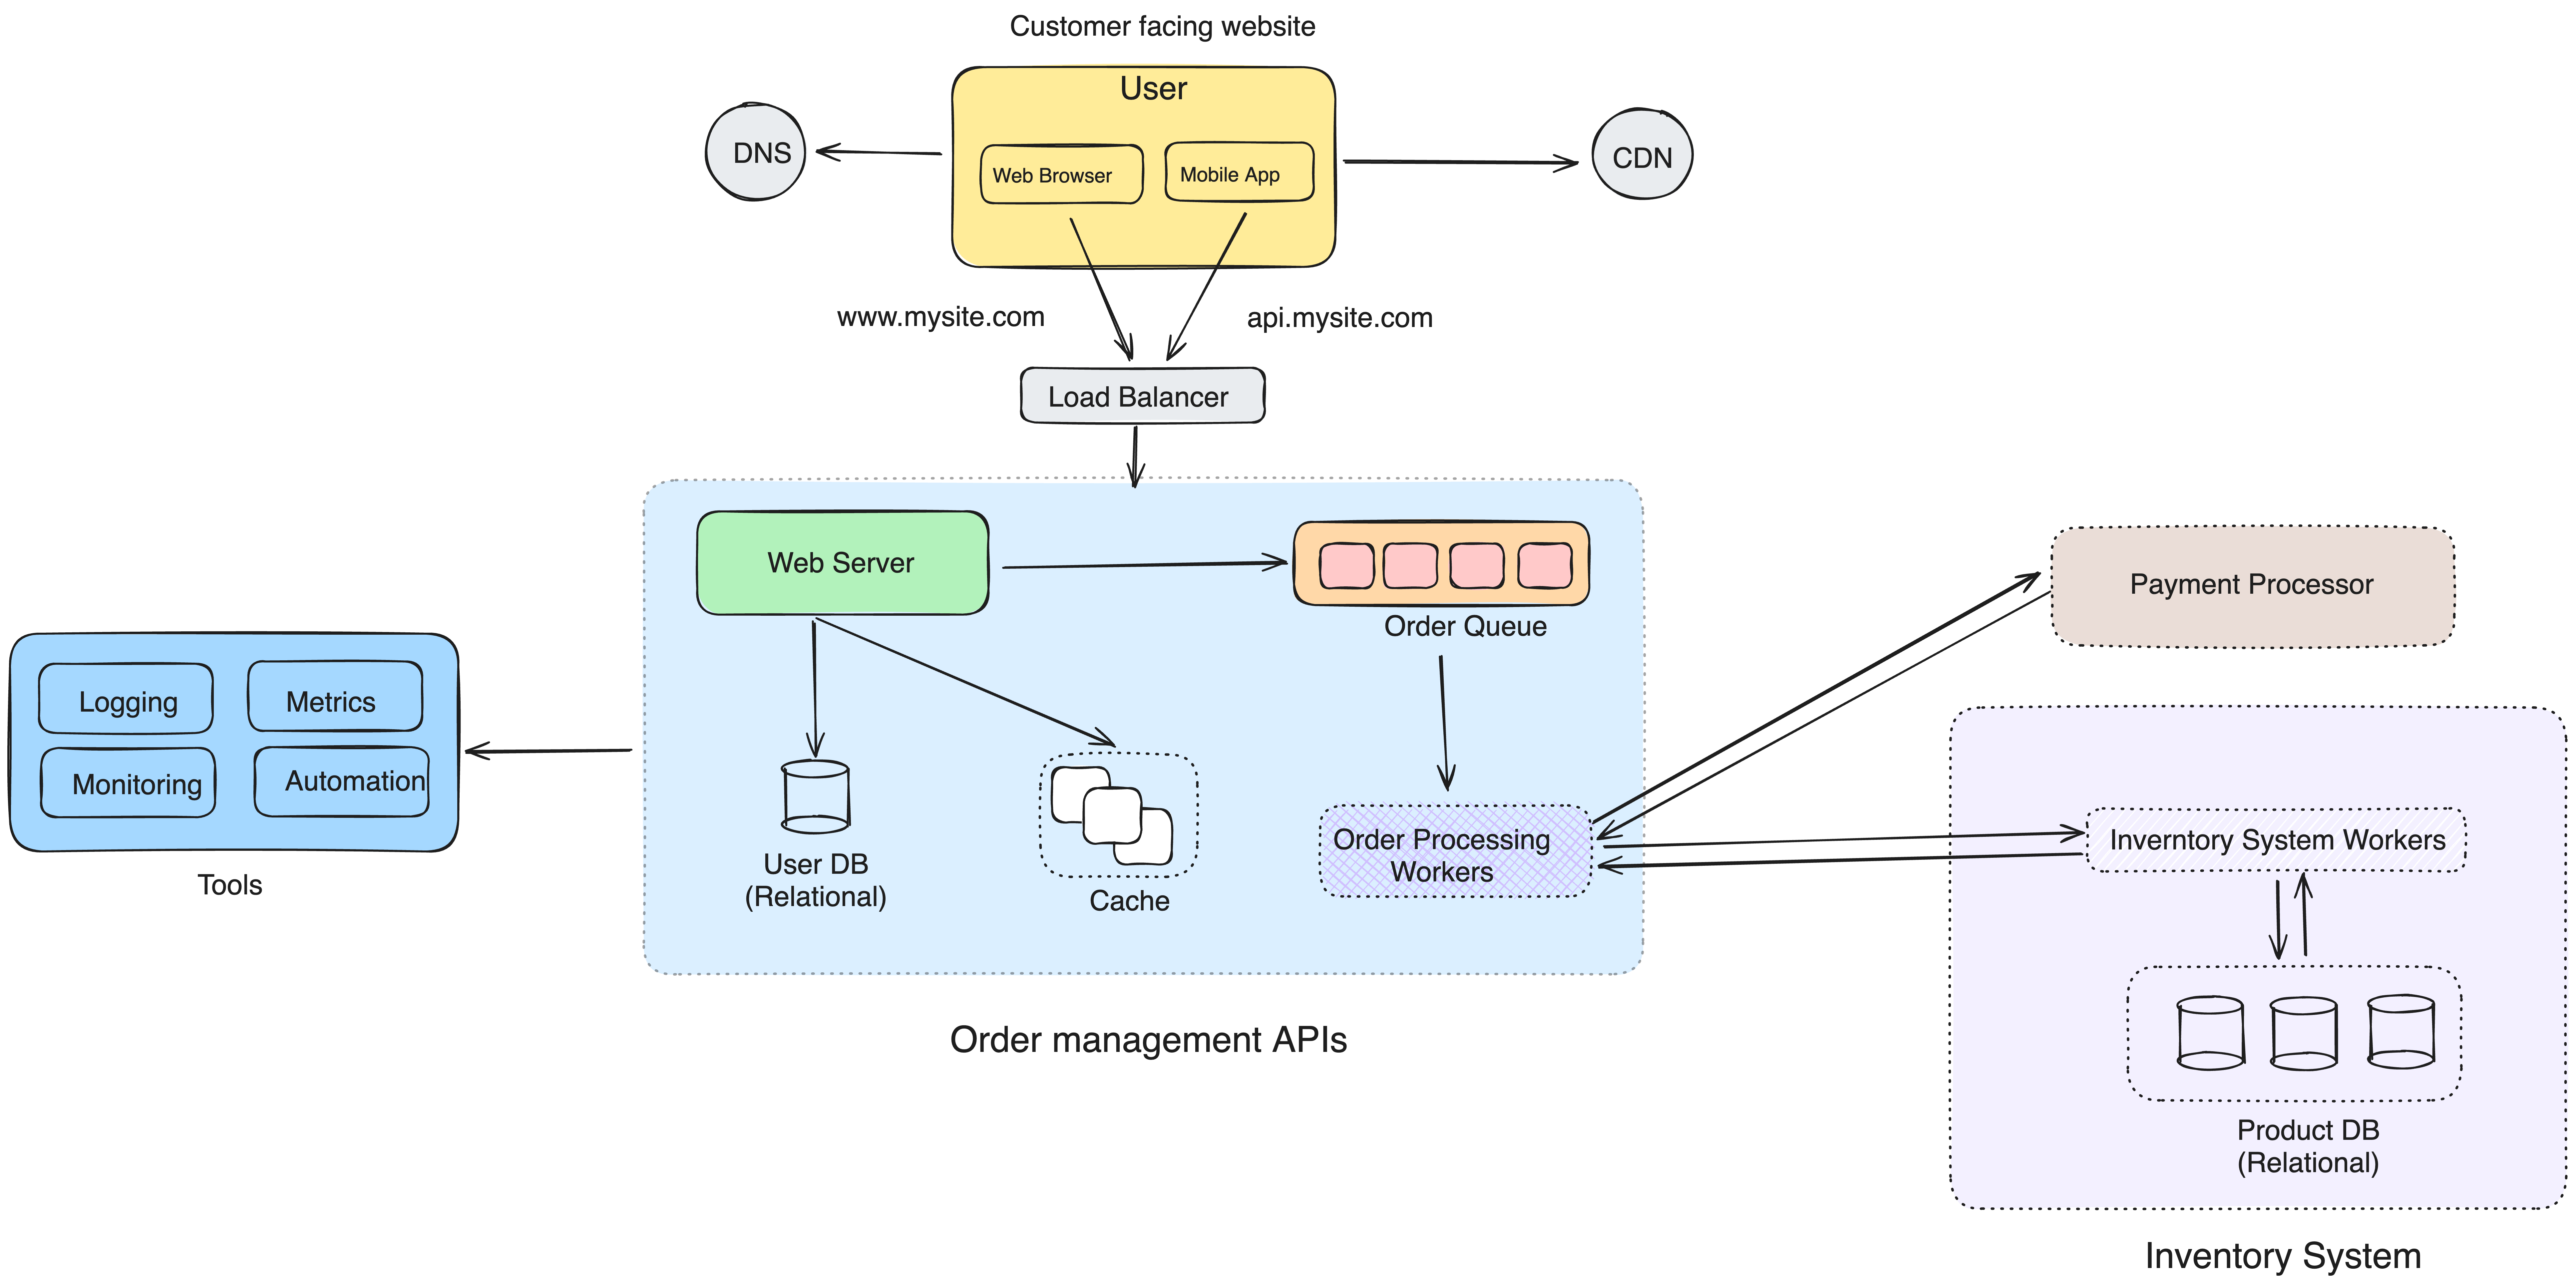 Customer facing website
User
DNS
Web Browser
Mobile App
CDN
www.mysite.com
api.mysite.com
Load Balancer
Web Server
Order Queue
Payment Processor
Logging
Metrics
Monitoring
Automation
Tools
User DB
(Relational)
Cache
Order Processing
Workers
Inverntory System Workers
Order management APIs
Product DB
(Relational)
Inventory System